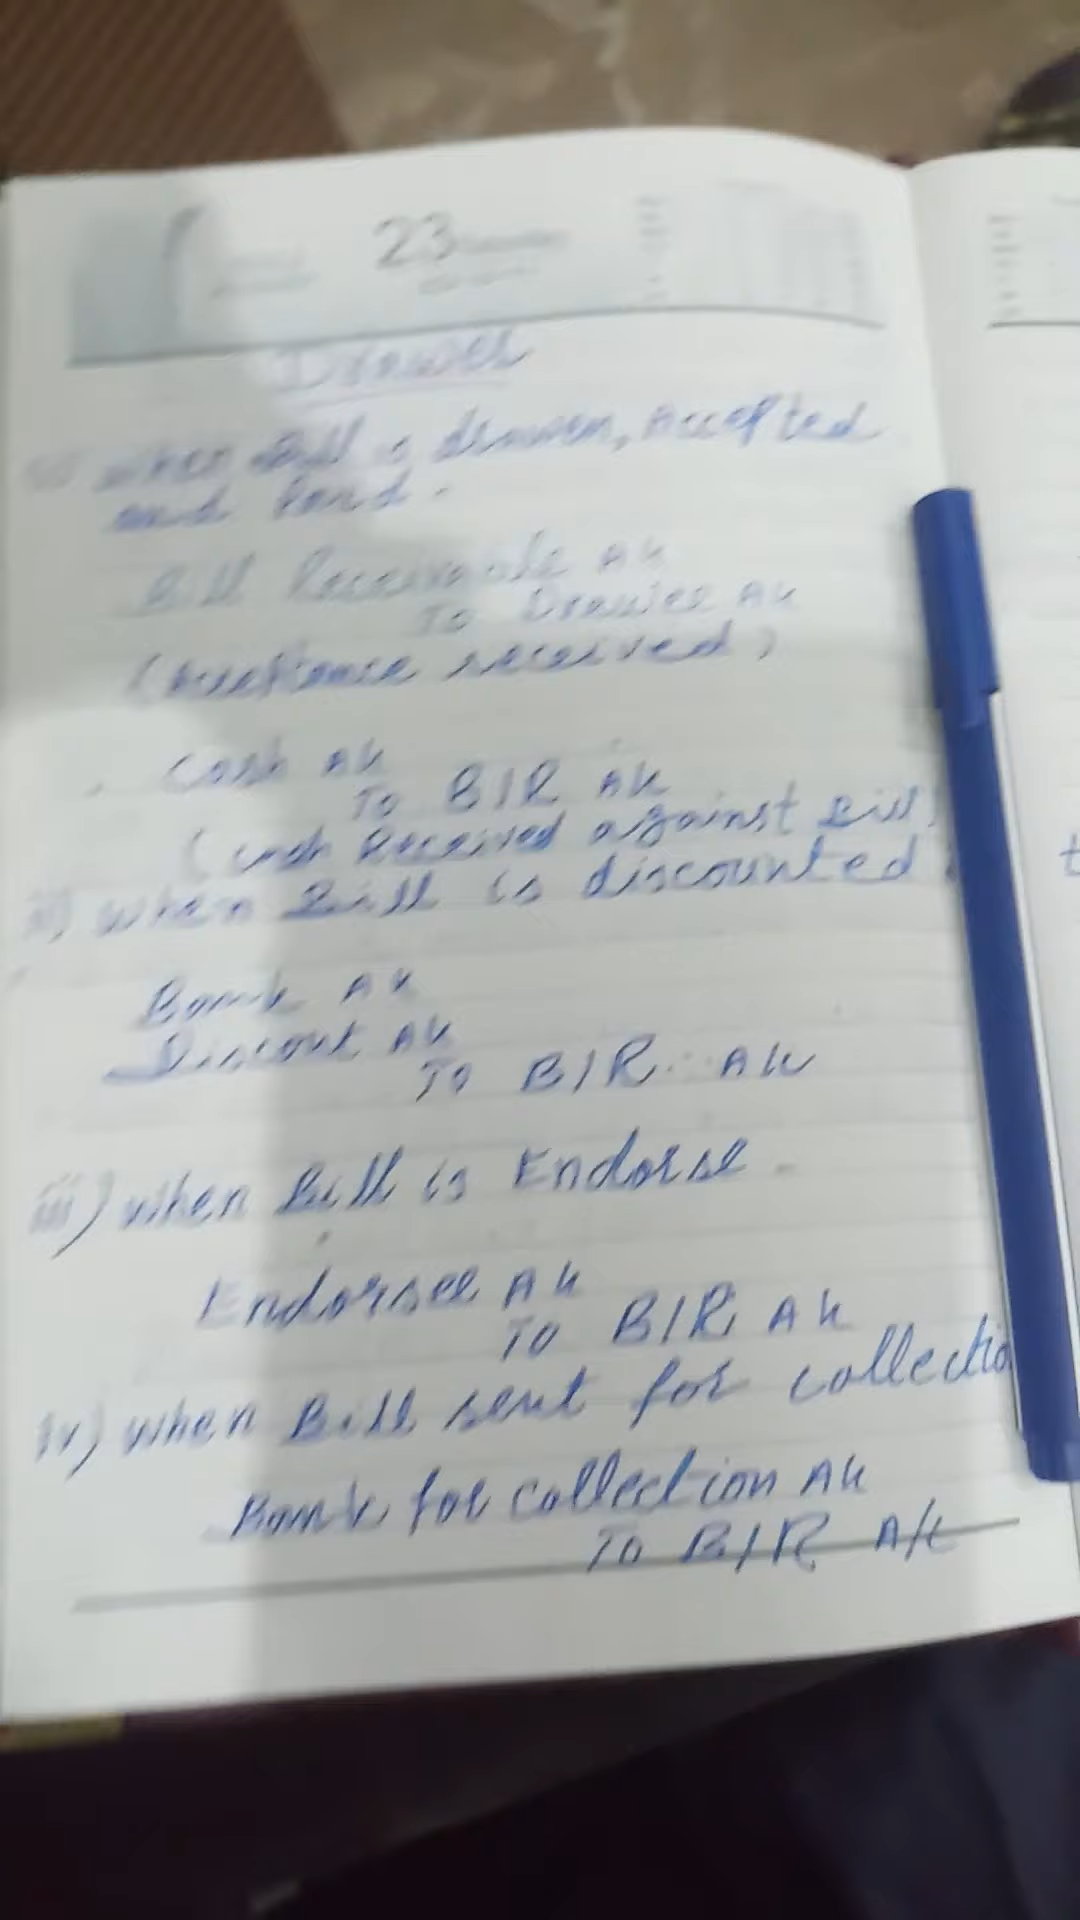 23
Drawer
when Bill is drawen, Accepted
and Paid.
Bill Receivable A/c
To Drawee A/c
(Acceptance received)
Cash A/c
To B/R A/c
(Cash Received against Bill)
ii) when Bill is discounted
Bank A/c
Discout A/c
To B/R A/c
iii) when Bill is Endorse.
Endorsee A/c
To B/R A/c
iv) when Bill sent for collectio
Bank for collection A/c
To B/R A/c